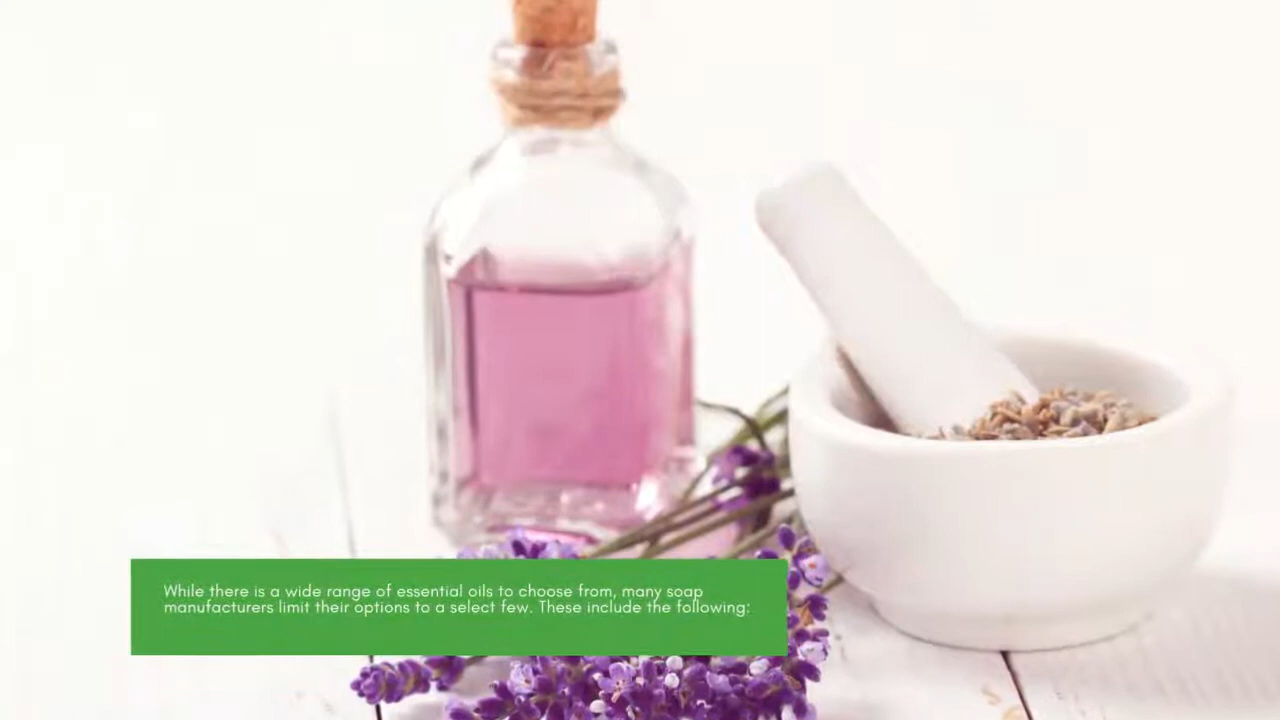 While there is a wide range of essential oils to choose from, many soap
manufacturers limit their options to a select few. These include the following: